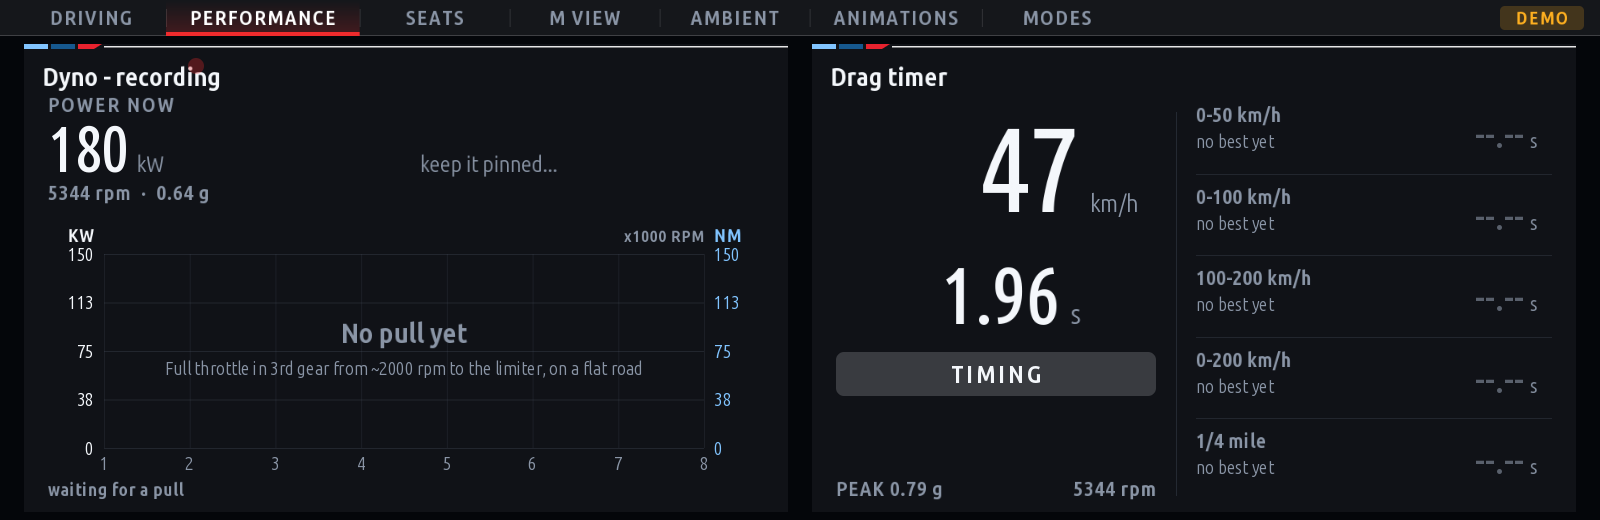 DRIVING PERFORMANCE SEATS M VIEW AMBIENT ANIMATIONS MODES DEMO
Dyno - recording
POWER NOW
180 kW
keep it pinned...
5344 rpm · 0.64 g
KW x1000 RPM NM
150 150
113 113
No pull yet
75 75
Full throttle in 3rd gear from ~2000 rpm to the limiter, on a flat road
38 38
0 0
1 2 3 4 5 6 7 8
waiting for a pull
Drag timer
47 km/h
1.96 s
TIMING
PEAK 0.79 g 5344 rpm
0-50 km/h
no best yet --.-- s
0-100 km/h
no best yet --.-- s
100-200 km/h
no best yet --.-- s
0-200 km/h
no best yet --.-- s
1/4 mile
no best yet --.-- s